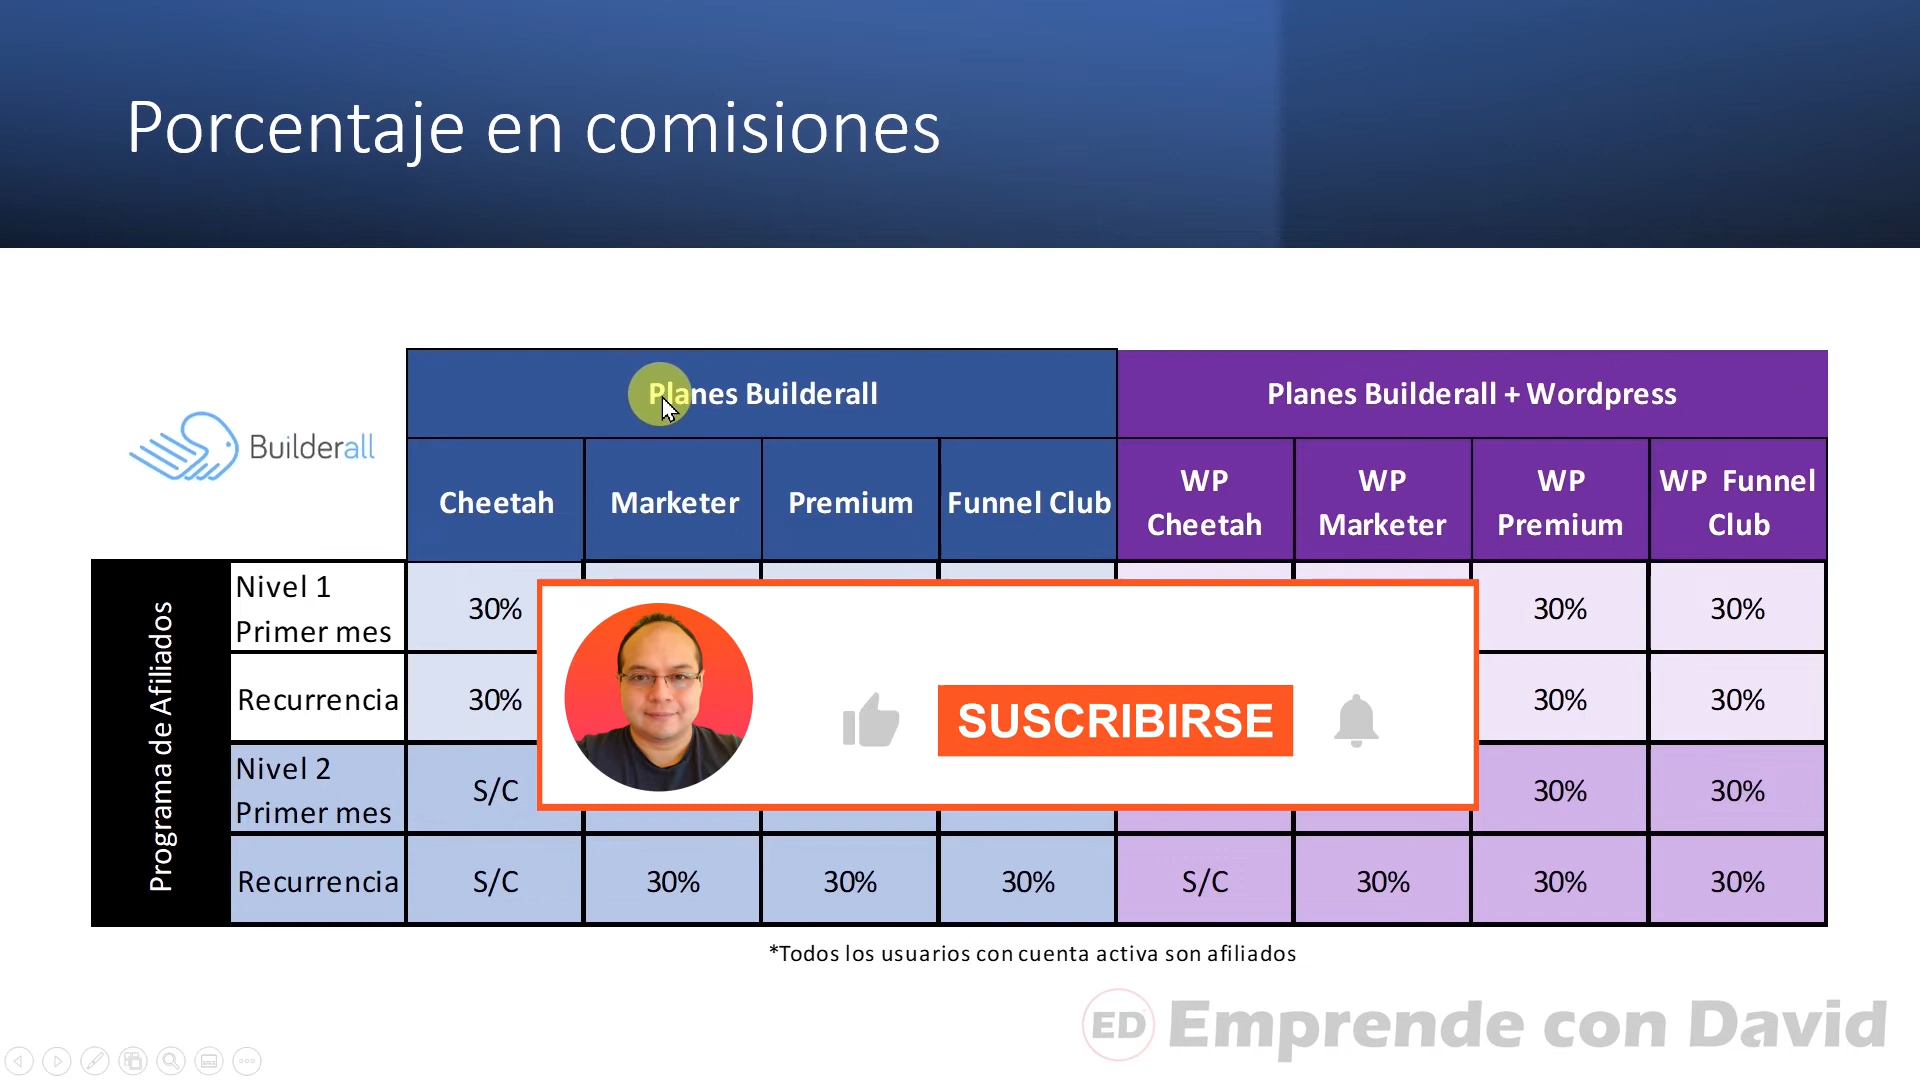 Porcentaje en comisiones
Builderall
Planes Builderall
Planes Builderall + Wordpress
Cheetah
Marketer
Premium
Funnel Club
WP Cheetah
WP Marketer
WP Premium
WP Funnel Club
Programa de Afiliados
Nivel 1
Primer mes
30%
30%
30%
Recurrencia
30%
30%
30%
Nivel 2
Primer mes
S/C
30%
30%
SUSCRIBIRSE
Recurrencia
S/C
30%
30%
30%
S/C
30%
30%
30%
*Todos los usuarios con cuenta activa son afiliados
ED Emprende con David